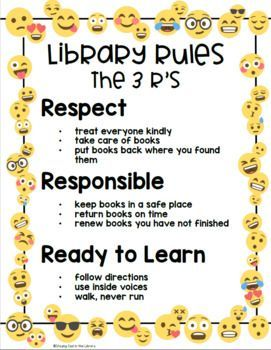 Library Rules
The 3 R's
Respect
• treat everyone kindly
• take care of books
• put books back where you found
them
Responsible
• keep books in a safe place
• return books on time
• renew books you have not finished
Ready to Learn
• follow directions
• use inside voices
• walk, never run